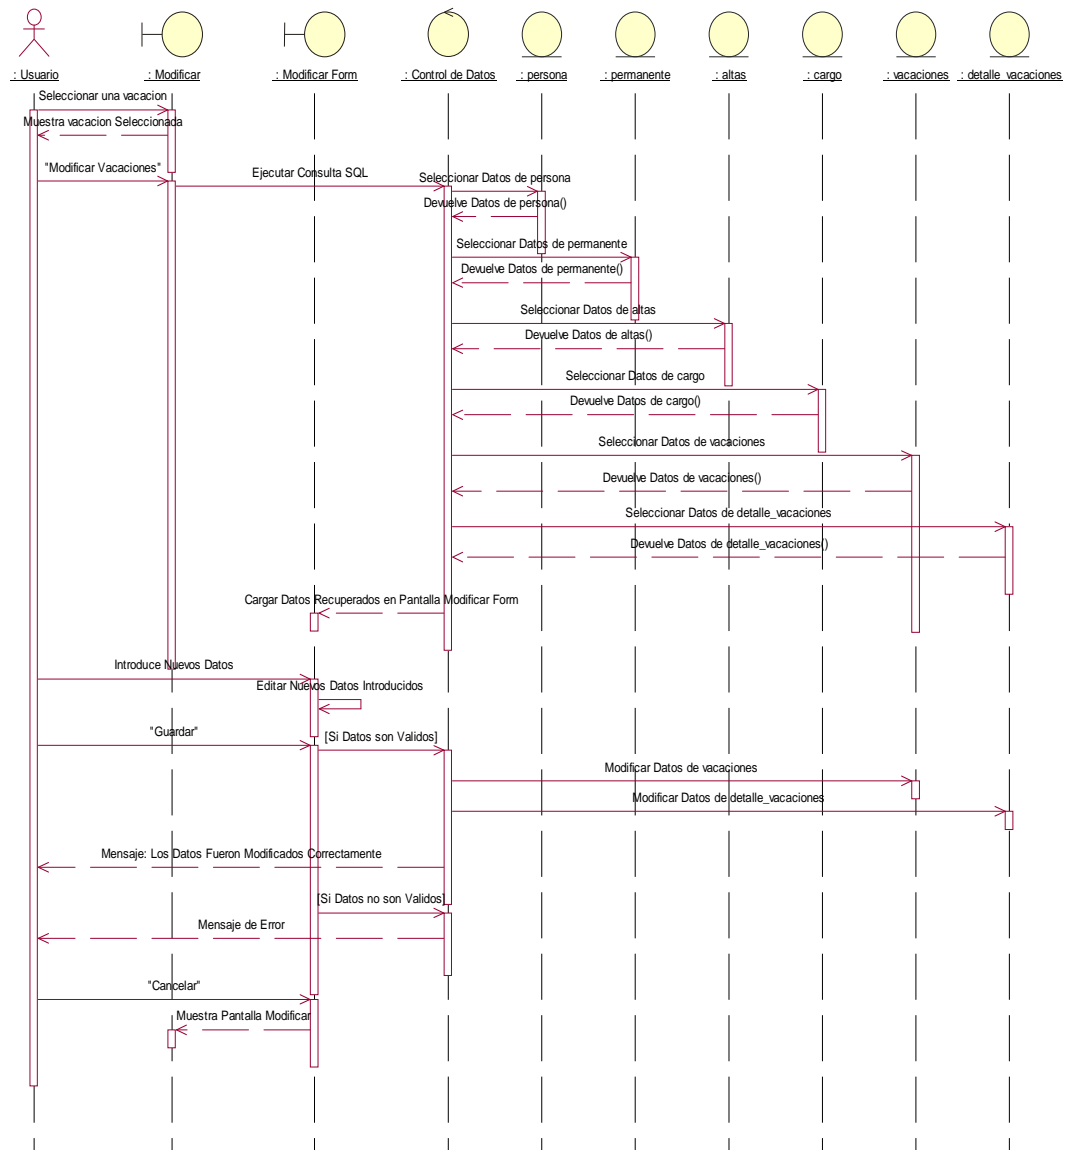 : Usuario
: Modificar
: Modificar Form
: Control de Datos
: persona
: permanente
: altas
: cargo
: vacaciones
: detalle_vacaciones
Seleccionar una vacacion
Muestra vacacion Seleccionada
"Modificar Vacaciones"
Ejecutar Consulta SQL
Seleccionar Datos de persona
Devuelve Datos de persona()
Seleccionar Datos de permanente
Devuelve Datos de permanente()
Seleccionar Datos de altas
Devuelve Datos de altas()
Seleccionar Datos de cargo
Devuelve Datos de cargo()
Seleccionar Datos de vacaciones
Devuelve Datos de vacaciones()
Seleccionar Datos de detalle_vacaciones
Devuelve Datos de detalle_vacaciones()
Cargar Datos Recuperados en Pantalla Modificar Form
Introduce Nuevos Datos
Editar Nuevos Datos Introducidos
"Guardar"
[Si Datos son Validos]
Modificar Datos de vacaciones
Modificar Datos de detalle_vacaciones
Mensaje: Los Datos Fueron Modificados Correctamente
[Si Datos no son Validos]
Mensaje de Error
"Cancelar"
Muestra Pantalla Modificar